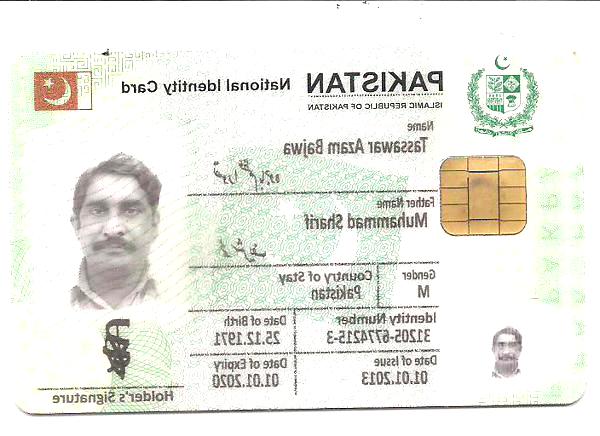 PAKISTAN National Identity Card
ISLAMIC REPUBLIC OF PAKISTAN
Name
Tassawar Azam Bajwa
Father Name
Muhammad Sharif
Gender Country of Stay
M Pakistan
Identity Number Date of Birth
31205-6774215-3 25.12.1971
Date of Issue Date of Expiry
01.01.2013 01.01.2020
Holder's Signature